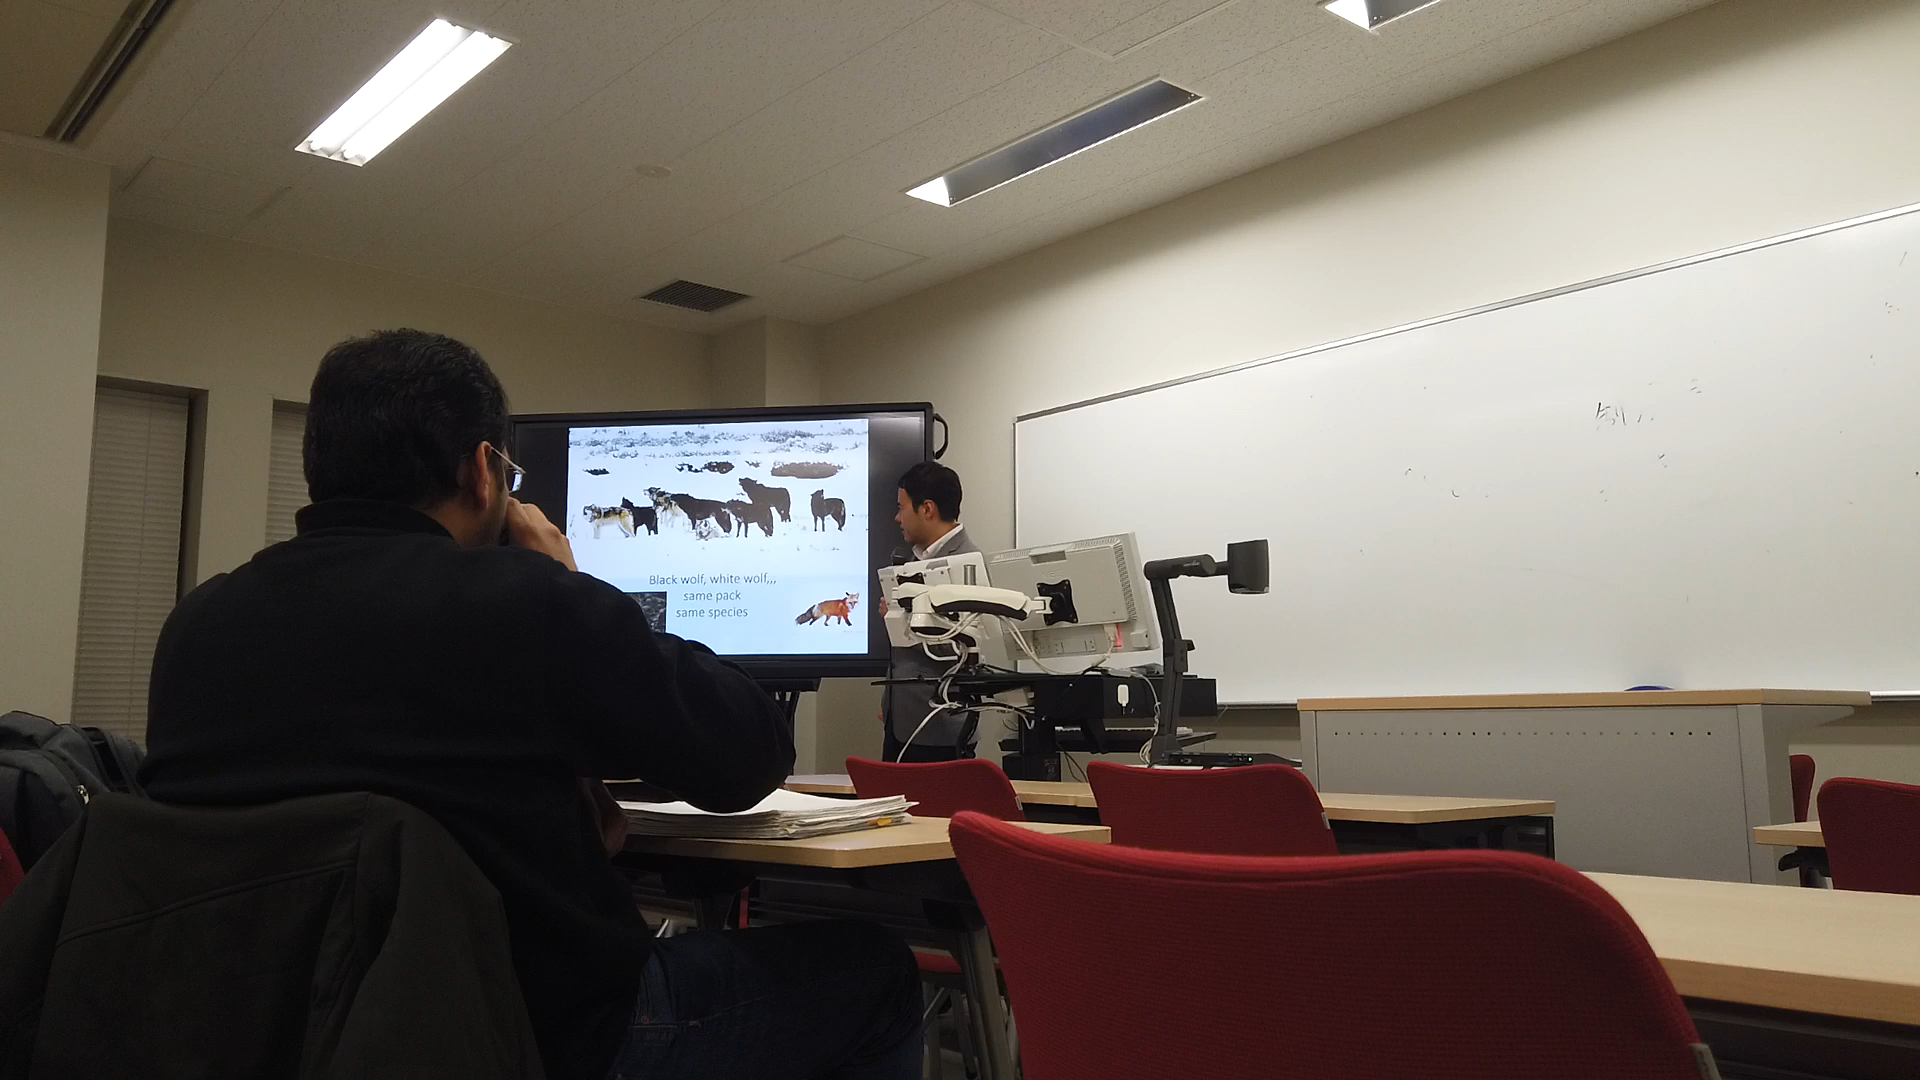 Black wolf, white wolf,,,
same pack
same species